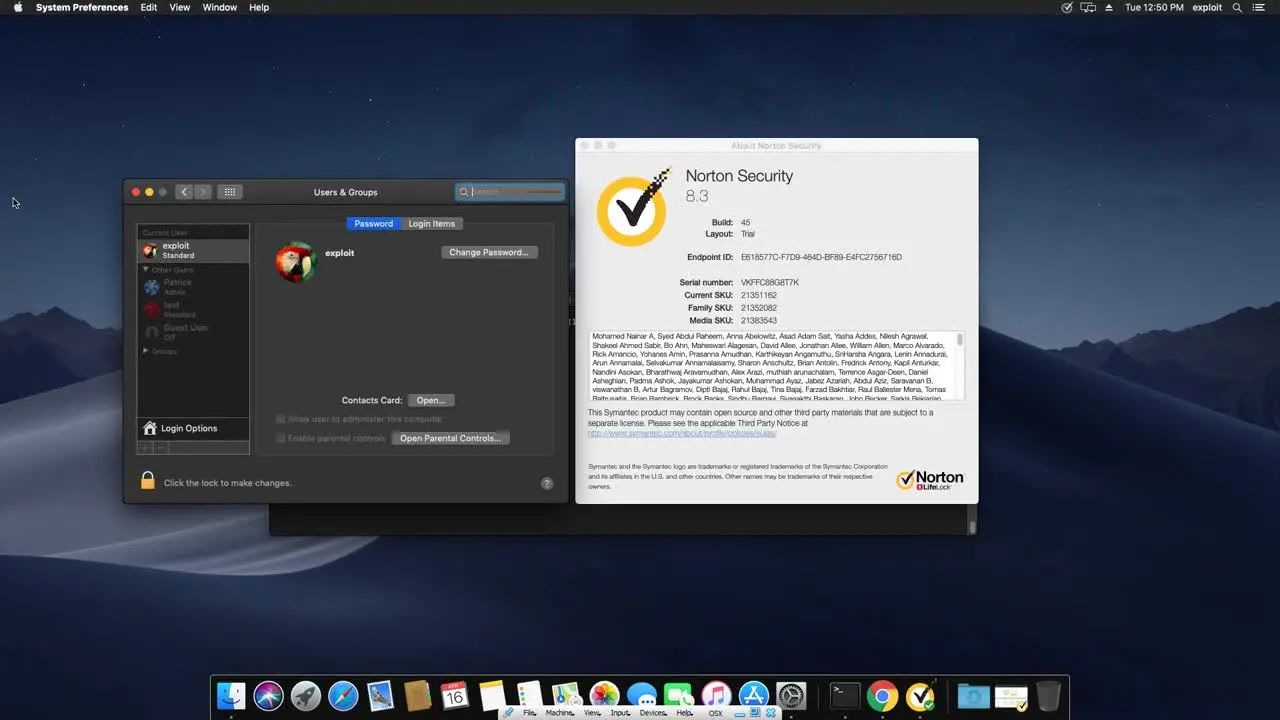 System Preferences Edit View Window Help
Tue 12:50 PM exploit
About Norton Security
Norton Security
8.3
Build: 45
Layout: Trial
Endpoint ID: E618577C-F7D9-464D-BF89-E4FC2756716D
Serial number: VKFFC88G8T7K
Current SKU: 21351162
Family SKU: 21352082
Media SKU: 21383543
Mohamed Nainar A, Syed Abdul Raheem, Anna Abelowitz, Asad Adam Sait, Yasha Addes, Nilesh Agrawal,
Shakeel Ahmed Sabir, Bo Ahn, Maheswari Alagesan, David Allee, Jonathan Allee, William Allen, Marco Alvarado,
Rick Amancio, Yohanes Amin, Prasanna Amudhan, Karthikeyan Angamuthu, SriHarsha Angara, Lenin Annadurai,
Arun Annamalai, Selvakumar Annamalaisamy, Sharon Anschultz, Brian Antolin, Fredrick Antony, Kapil Anturkar,
Nandini Asokan, Bharathwaj Aravamudhan, Alex Arazi, muthiah arunachalam, Terrence Asgar-Deen, Daniel
Asheghian, Padma Ashok, Jayakumar Ashokan, Muhammad Ayaz, Jabez Azariah, Abdul Aziz, Saravanan B,
viswanathan B, Artur Bagramov, Dipti Bajaj, Rahul Bajaj, Tina Bajaj, Farzad Bakhtiar, Raul Ballester Mena, Tomas
This Symantec product may contain open source and other third party materials that are subject to a
separate license. Please see the applicable Third Party Notice at
http://www.symantec.com/about/profile/policies/eulas/
Symantec and the Symantec logo are trademarks or registered trademarks of the Symantec Corporation
and its affiliates in the U.S. and other countries. Other names may be trademarks of their respective
owners.
Norton
LifeLock
Users & Groups
Search
Password Login Items
Current User
exploit
Standard
Other Users
Patrick
Admin
test
Standard
Guest User
Off
Groups
Login Options
exploit
Change Password...
Contacts Card: Open...
Allow user to administer this computer
Enable parental controls Open Parental Controls...
Click the lock to make changes.
?
APR
16
File Machine View Input Devices Help OSX